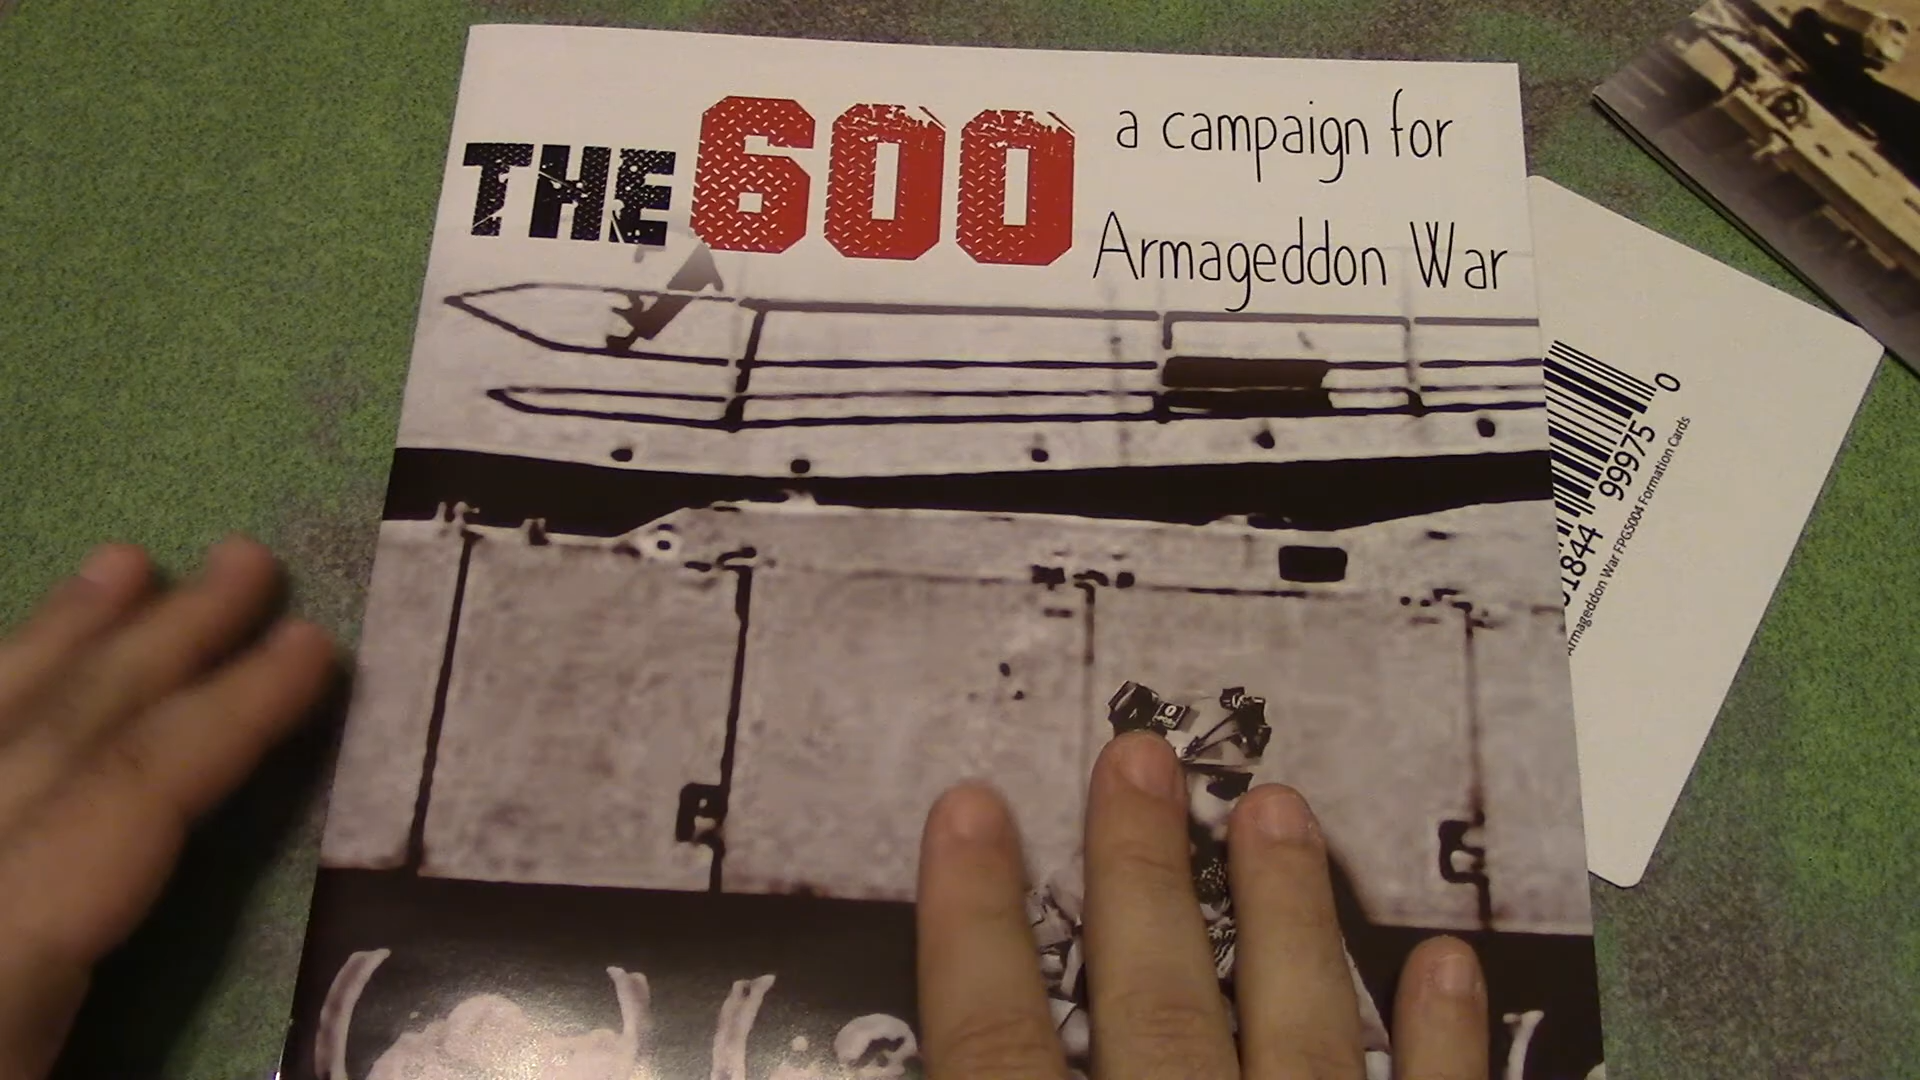 THE 600
a campaign for
Armageddon War
1844 99975 0
Armageddon War FPG5004 Formation Cards